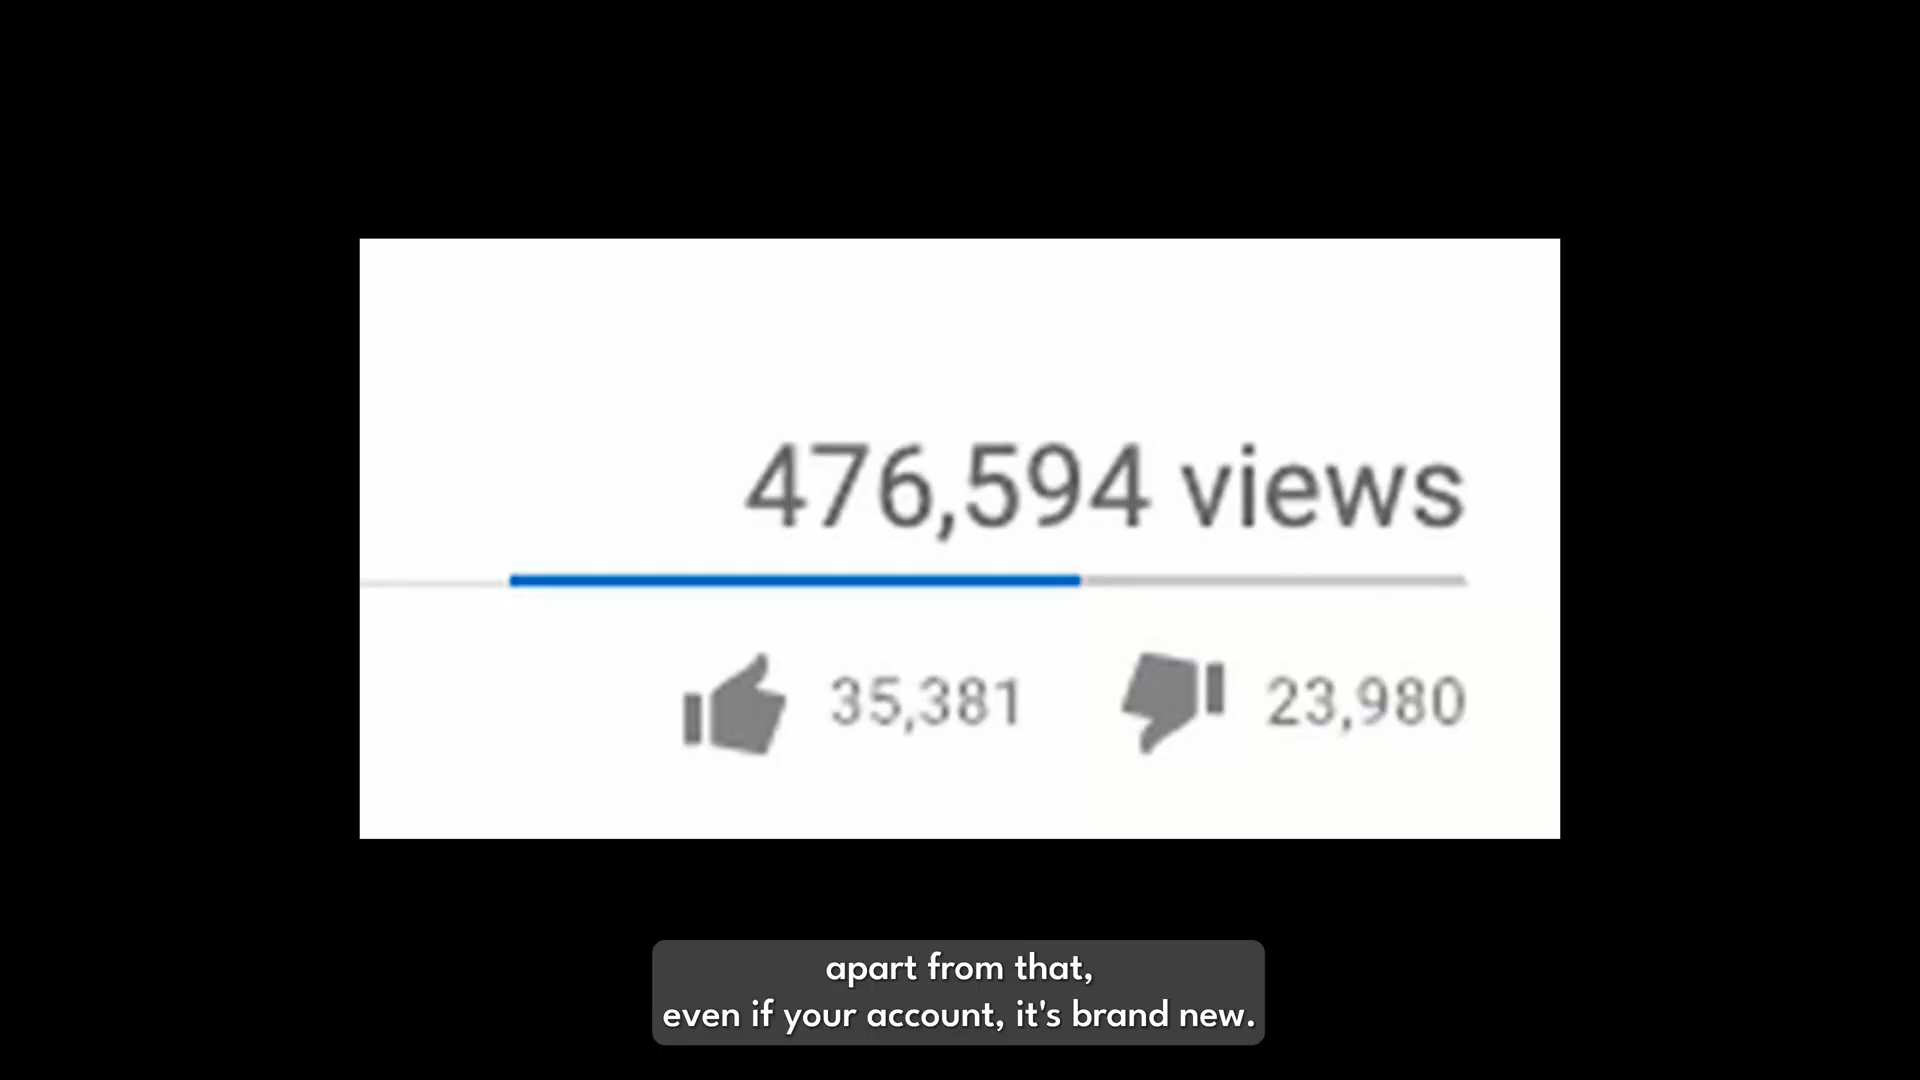 476,594 views
35,381 23,980
apart from that,
even if your account, it's brand new.